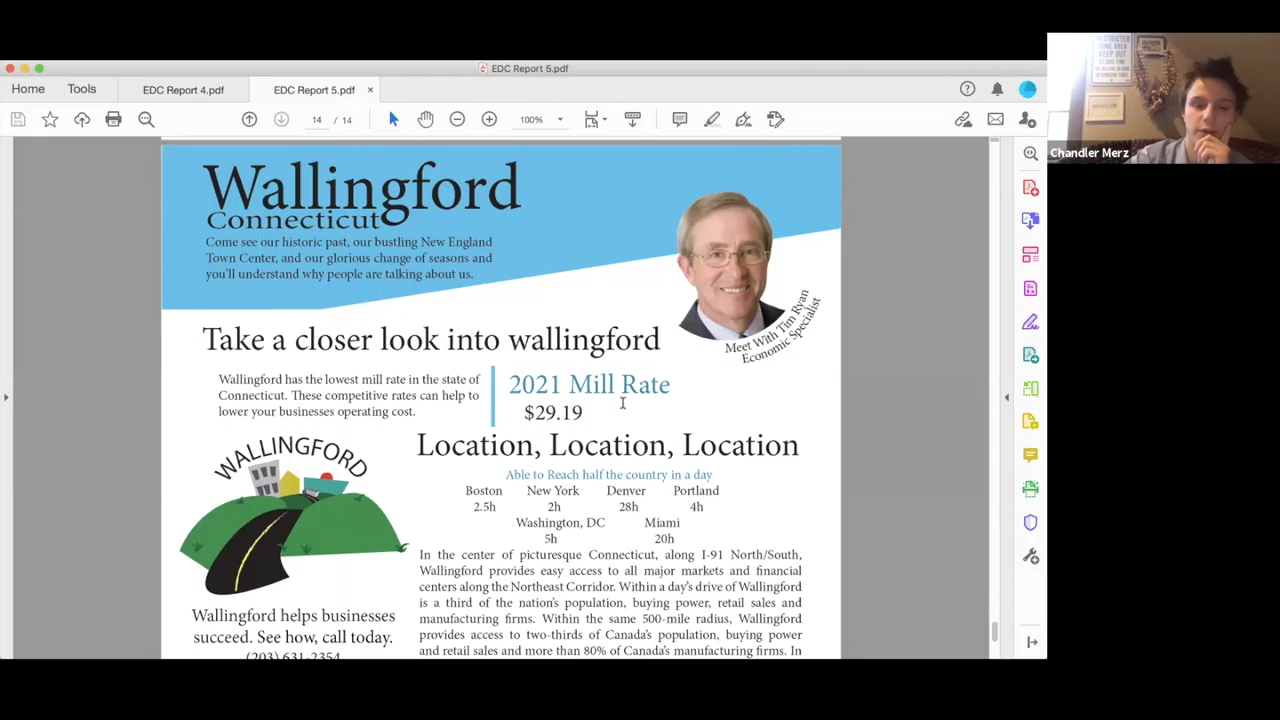 EDC Report 5.pdf
Home
Tools
EDC Report 4.pdf
EDC Report 5.pdf
×
14 / 14
100%
Chandler Merz
Wallingford
Connecticut
Come see our historic past, our bustling New England
Town Center, and our glorious change of seasons and
you'll understand why people are talking about us.
Meet With Tim Ryan
Economic Specialist
Take a closer look into wallingford
Wallingford has the lowest mill rate in the state of
Connecticut. These competitive rates can help to
lower your businesses operating cost.
2021 Mill Rate
$29.19
WALLINGFORD
Wallingford helps businesses
succeed. See how, call today.
(203) 631-2354
Location, Location, Location
Able to Reach half the country in a day
Boston New York Denver Portland
2.5h 2h 28h 4h
Washington, DC Miami
5h 20h
In the center of picturesque Connecticut, along I-91 North/South,
Wallingford provides easy access to all major markets and financial
centers along the Northeast Corridor. Within a day's drive of Wallingford
is a third of the nation's population, buying power, retail sales and
manufacturing firms. Within the same 500-mile radius, Wallingford
provides access to two-thirds of Canada's population, buying power
and retail sales and more than 80% of Canada's manufacturing firms. In